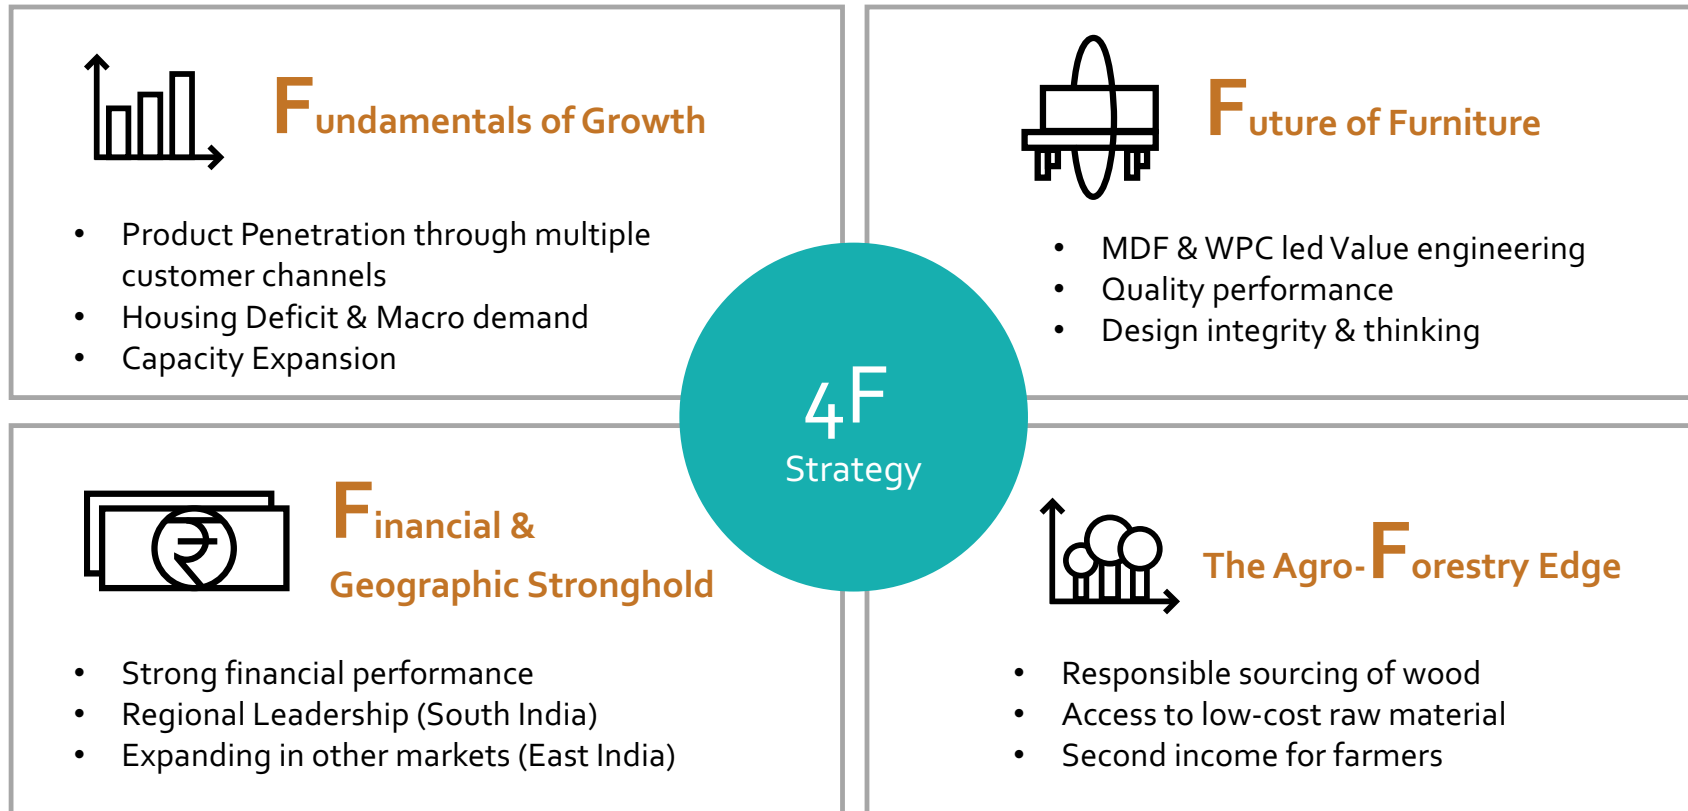 Fundamentals of Growth
• Product Penetration through multiple
customer channels
• Housing Deficit & Macro demand
• Capacity Expansion
Future of Furniture
• MDF & WPC led Value engineering
• Quality performance
• Design integrity & thinking
4F
Strategy
Financial &
Geographic Stronghold
• Strong financial performance
• Regional Leadership (South India)
• Expanding in other markets (East India)
The Agro-Forestry Edge
• Responsible sourcing of wood
• Access to low-cost raw material
• Second income for farmers
₹